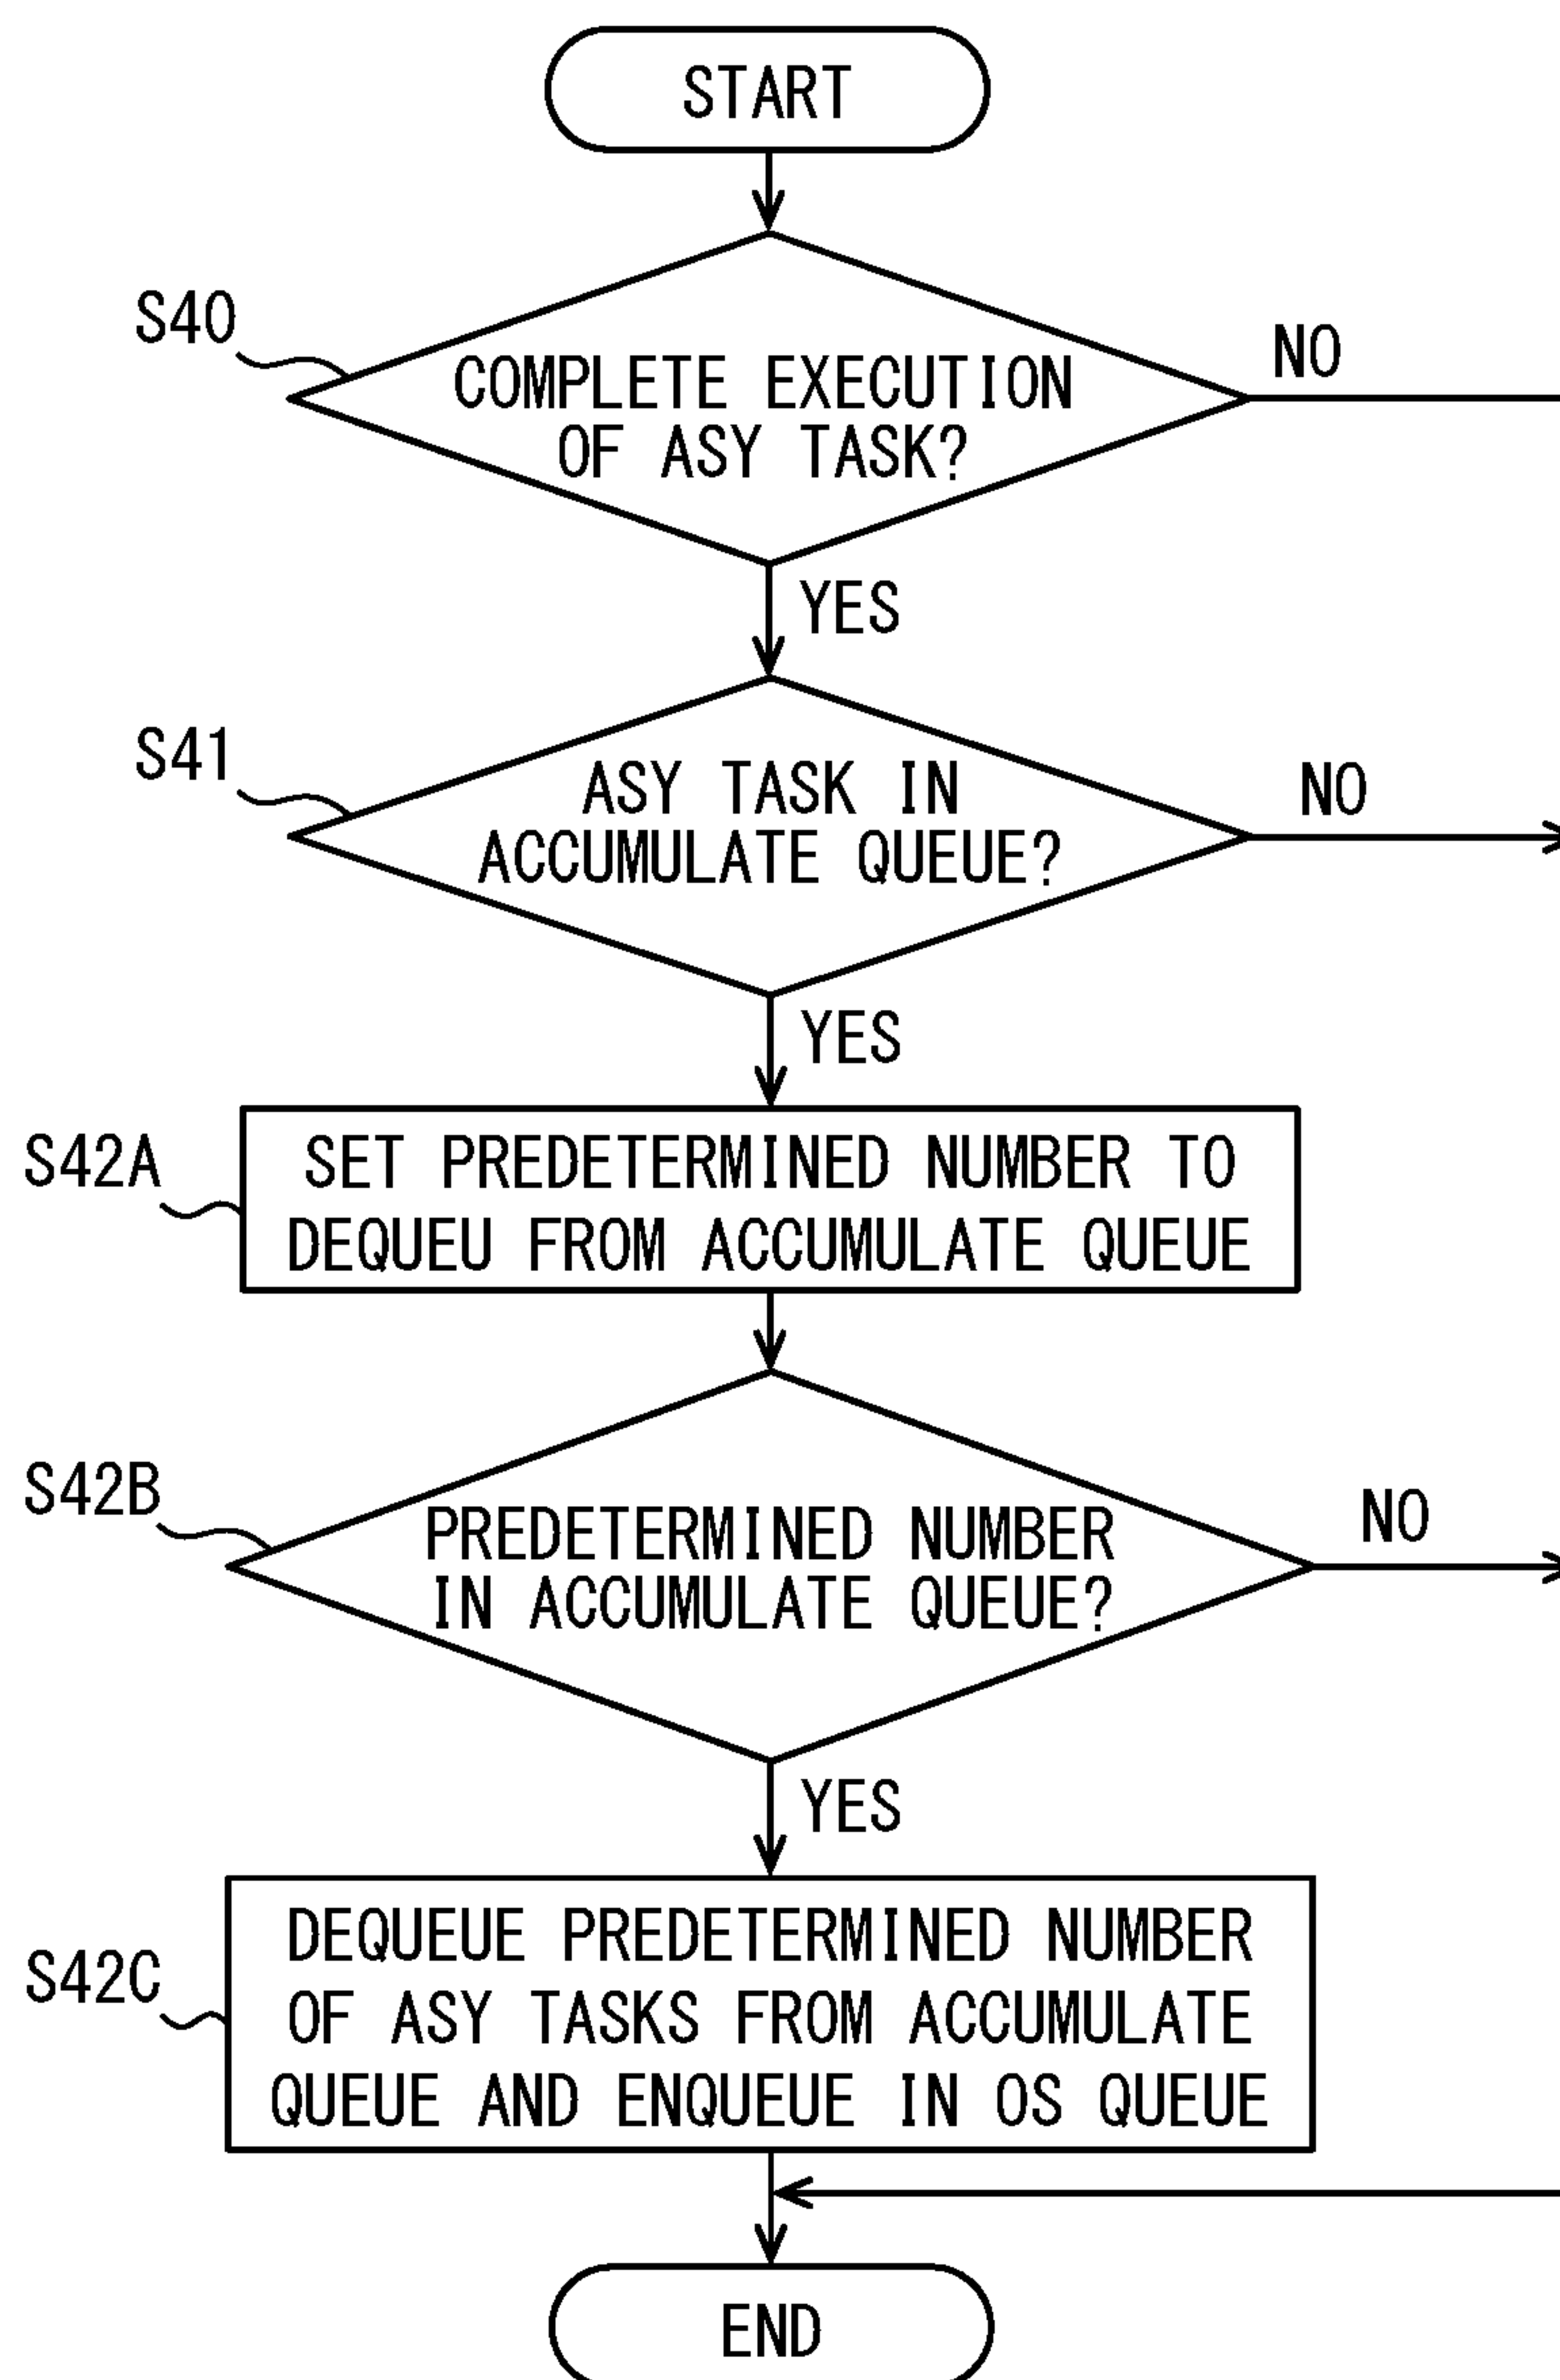 START
S40
COMPLETE EXECUTION
OF ASY TASK?
NO
YES
S41
ASY TASK IN
ACCUMULATE QUEUE?
NO
YES
S42A
SET PREDETERMINED NUMBER TO
DEQUEU FROM ACCUMULATE QUEUE
S42B
PREDETERMINED NUMBER
IN ACCUMULATE QUEUE?
NO
YES
S42C
DEQUEUE PREDETERMINED NUMBER
OF ASY TASKS FROM ACCUMULATE
QUEUE AND ENQUEUE IN OS QUEUE
END